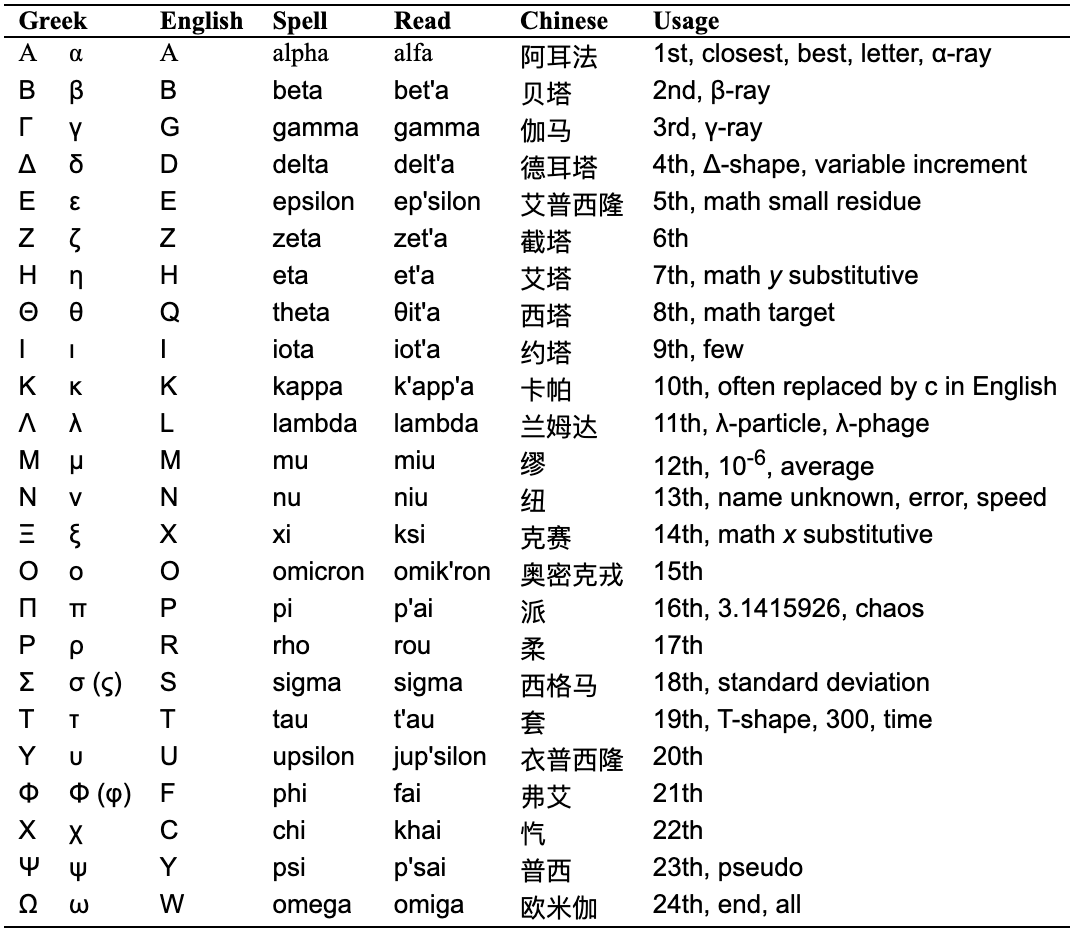 Greek English Spell Read Chinese Usage
Α α A alpha alfa 阿耳法 1st, closest, best, letter, α-ray
Β β B beta bet'a 贝塔 2nd, β-ray
Γ γ G gamma gamma 伽马 3rd, γ-ray
Δ δ D delta delt'a 德耳塔 4th, Δ-shape, variable increment
Ε ε E epsilon ep'silon 艾普西隆 5th, math small residue
Ζ ζ Z zeta zet'a 截塔 6th
Η η H eta et'a 艾塔 7th, math y substitutive
Θ θ Q theta θit'a 西塔 8th, math target
Ι ι I iota iot'a 约塔 9th, few
Κ κ K kappa k'app'a 卡帕 10th, often replaced by c in English
Λ λ L lambda lambda 兰姆达 11th, λ-particle, λ-phage
Μ μ M mu miu 缪 12th, 10⁻⁶, average
Ν ν N nu niu 纽 13th, name unknown, error, speed
Ξ ξ X xi ksi 克赛 14th, math x substitutive
Ο ο O omicron omik'ron 奥密克戎 15th
Π π P pi p'ai 派 16th, 3.1415926, chaos
Ρ ρ R rho rou 柔 17th
Σ σ (ς) S sigma sigma 西格马 18th, standard deviation
Τ τ T tau t'au 套 19th, T-shape, 300, time
Υ υ U upsilon jup'silon 衣普西隆 20th
Φ Φ (φ) F phi fai 弗艾 21th
Χ χ C chi khai 忾 22th
Ψ ψ Y psi p'sai 普西 23th, pseudo
Ω ω W omega omiga 欧米伽 24th, end, all